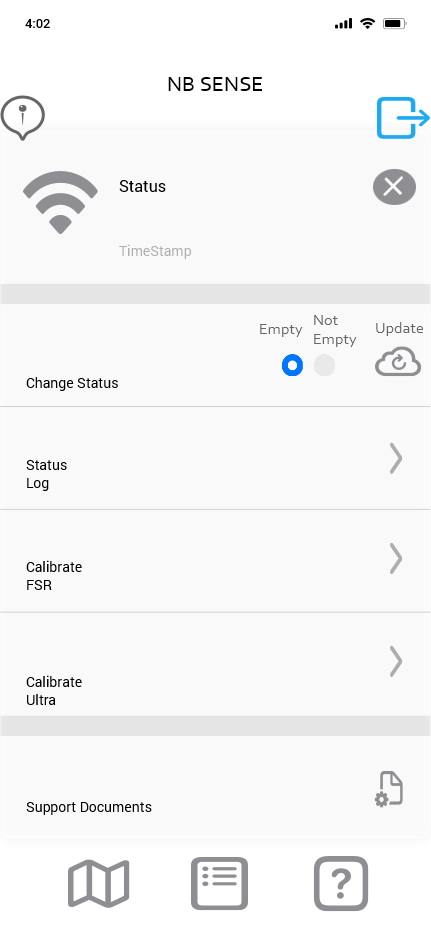 4:02
NB SENSE
Status
TimeStamp
Empty
Not
Empty
Update
Change Status
Status
Log
Calibrate
FSR
Calibrate
Ultra
Support Documents
?